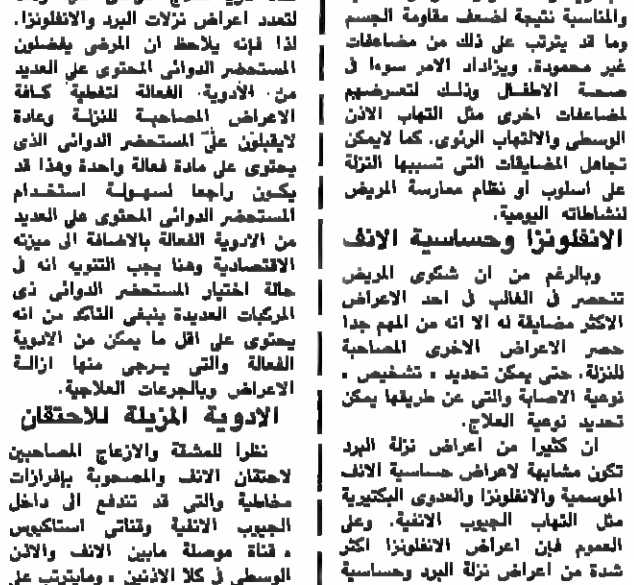 والمناسبة نتيجة لضعف مقاومة الجسم
وما قد يترتب على ذلك من مضاعفات
غير محمودة. ويزاداد الامر سوءا فى
صحة الاطفال وذلك لتعرضهم
لمضاعفات اخرى مثل التهاب الاذن
الوسطى والالتهاب الرئوى. كما لايمكن
تجاهل المضايقات التى تسببها النزلة
على اسلوب او نظام ممارسة المريض
لنشاطاته اليومية.
الانفلونزا وحساسية الانف
وبالرغم من ان شكوى المريض
تنحصر فى الغالب فى احد الاعراض
الاكثر مضايقة له الا انه من المهم جدا
حصر الاعراض الاخرى المصاحبة
للنزلة. حتى يمكن تحديد « تشخيص »
نوعية الاصابة والتى عن طريقها يمكن
تحديد نوعية العلاج.
ان كثيرا من اعراض نزلة البرد
تكون مشابهة لاعراض حساسية الانف
الموسمية والانفلونزا والعدوى البكتيرية
مثل التهاب الجيوب الانفية. وعلى
العموم فإن اعراض الانفلونزا اكثر
شدة من اعراض نزلة البرد وحساسية
لتعدد اعراض نزلات البرد والانفلونزا.
لذا فإنه يلاحظ ان المرضى يفضلون
المستحضر الدوائى المحتوى على العديد
من الأدوية الفعالة لتغطية كافة
الاعراض المصاحبة للنزلة وعادة
لايقبلون على المستحضر الدوائى الذى
يحتوى على مادة فعالة واحدة وهذا قد
يكون راجعا لسهولة استخدام
المستحضر الدوائى المحتوى على العديد
من الادوية الفعالة بالاضافة الى ميزته
الاقتصادية وهنا يجب التنويه انه فى
حالة اختيار المستحضر الدوائى ذى
المركبات العديدة ينبغى التأكد من انه
يحتوى على اقل ما يمكن من الادوية
الفعالة والتى يرجى منها ازالة
الاعراض وبالجرعات العلاجية.
الادوية المزيلة للاحتقان
نظرا للمشقة والازعاج المصاحبين
لاحتقان الانف والمصحوبة بإفرازات
مخاطية والتى قد تندفع الى داخل
الجيوب الانفية وقناتى استاكيوس
« قناة موصلة مابين الانف والاذن
الوسطى فى كلا الاذنين » ومايترتب على